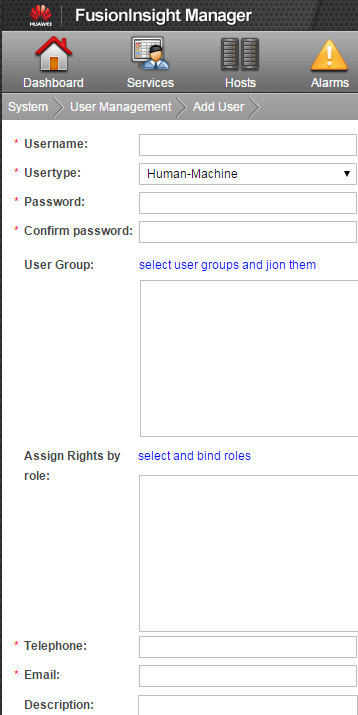 HUAWEI FusionInsight Manager
Dashboard Services Hosts Alarms
System User Management Add User
* Username:
* Usertype: Human-Machine
* Password:
* Confirm password:
User Group: select user groups and jion them
Assign Rights by role: select and bind roles
* Telephone:
* Email:
Description: